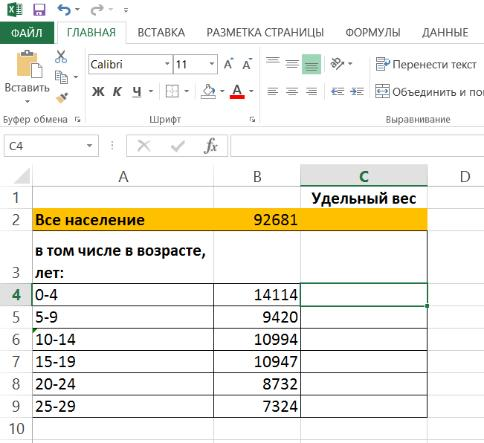 ФАЙЛ ГЛАВНАЯ ВСТАВКА РАЗМЕТКА СТРАНИЦЫ ФОРМУЛЫ ДАННЫЕ
Calibri 11 A A Перенести текст
Вставить Ж К Ч А Объединить и по
Буфер обмена Шрифт Выравнивание
C4 fx
A B C D
1 Удельный вес
2 Все население 92681
в том числе в возрасте,
3 лет:
4 0-4 14114
5 5-9 9420
6 10-14 10994
7 15-19 10947
8 20-24 8732
9 25-29 7324
10